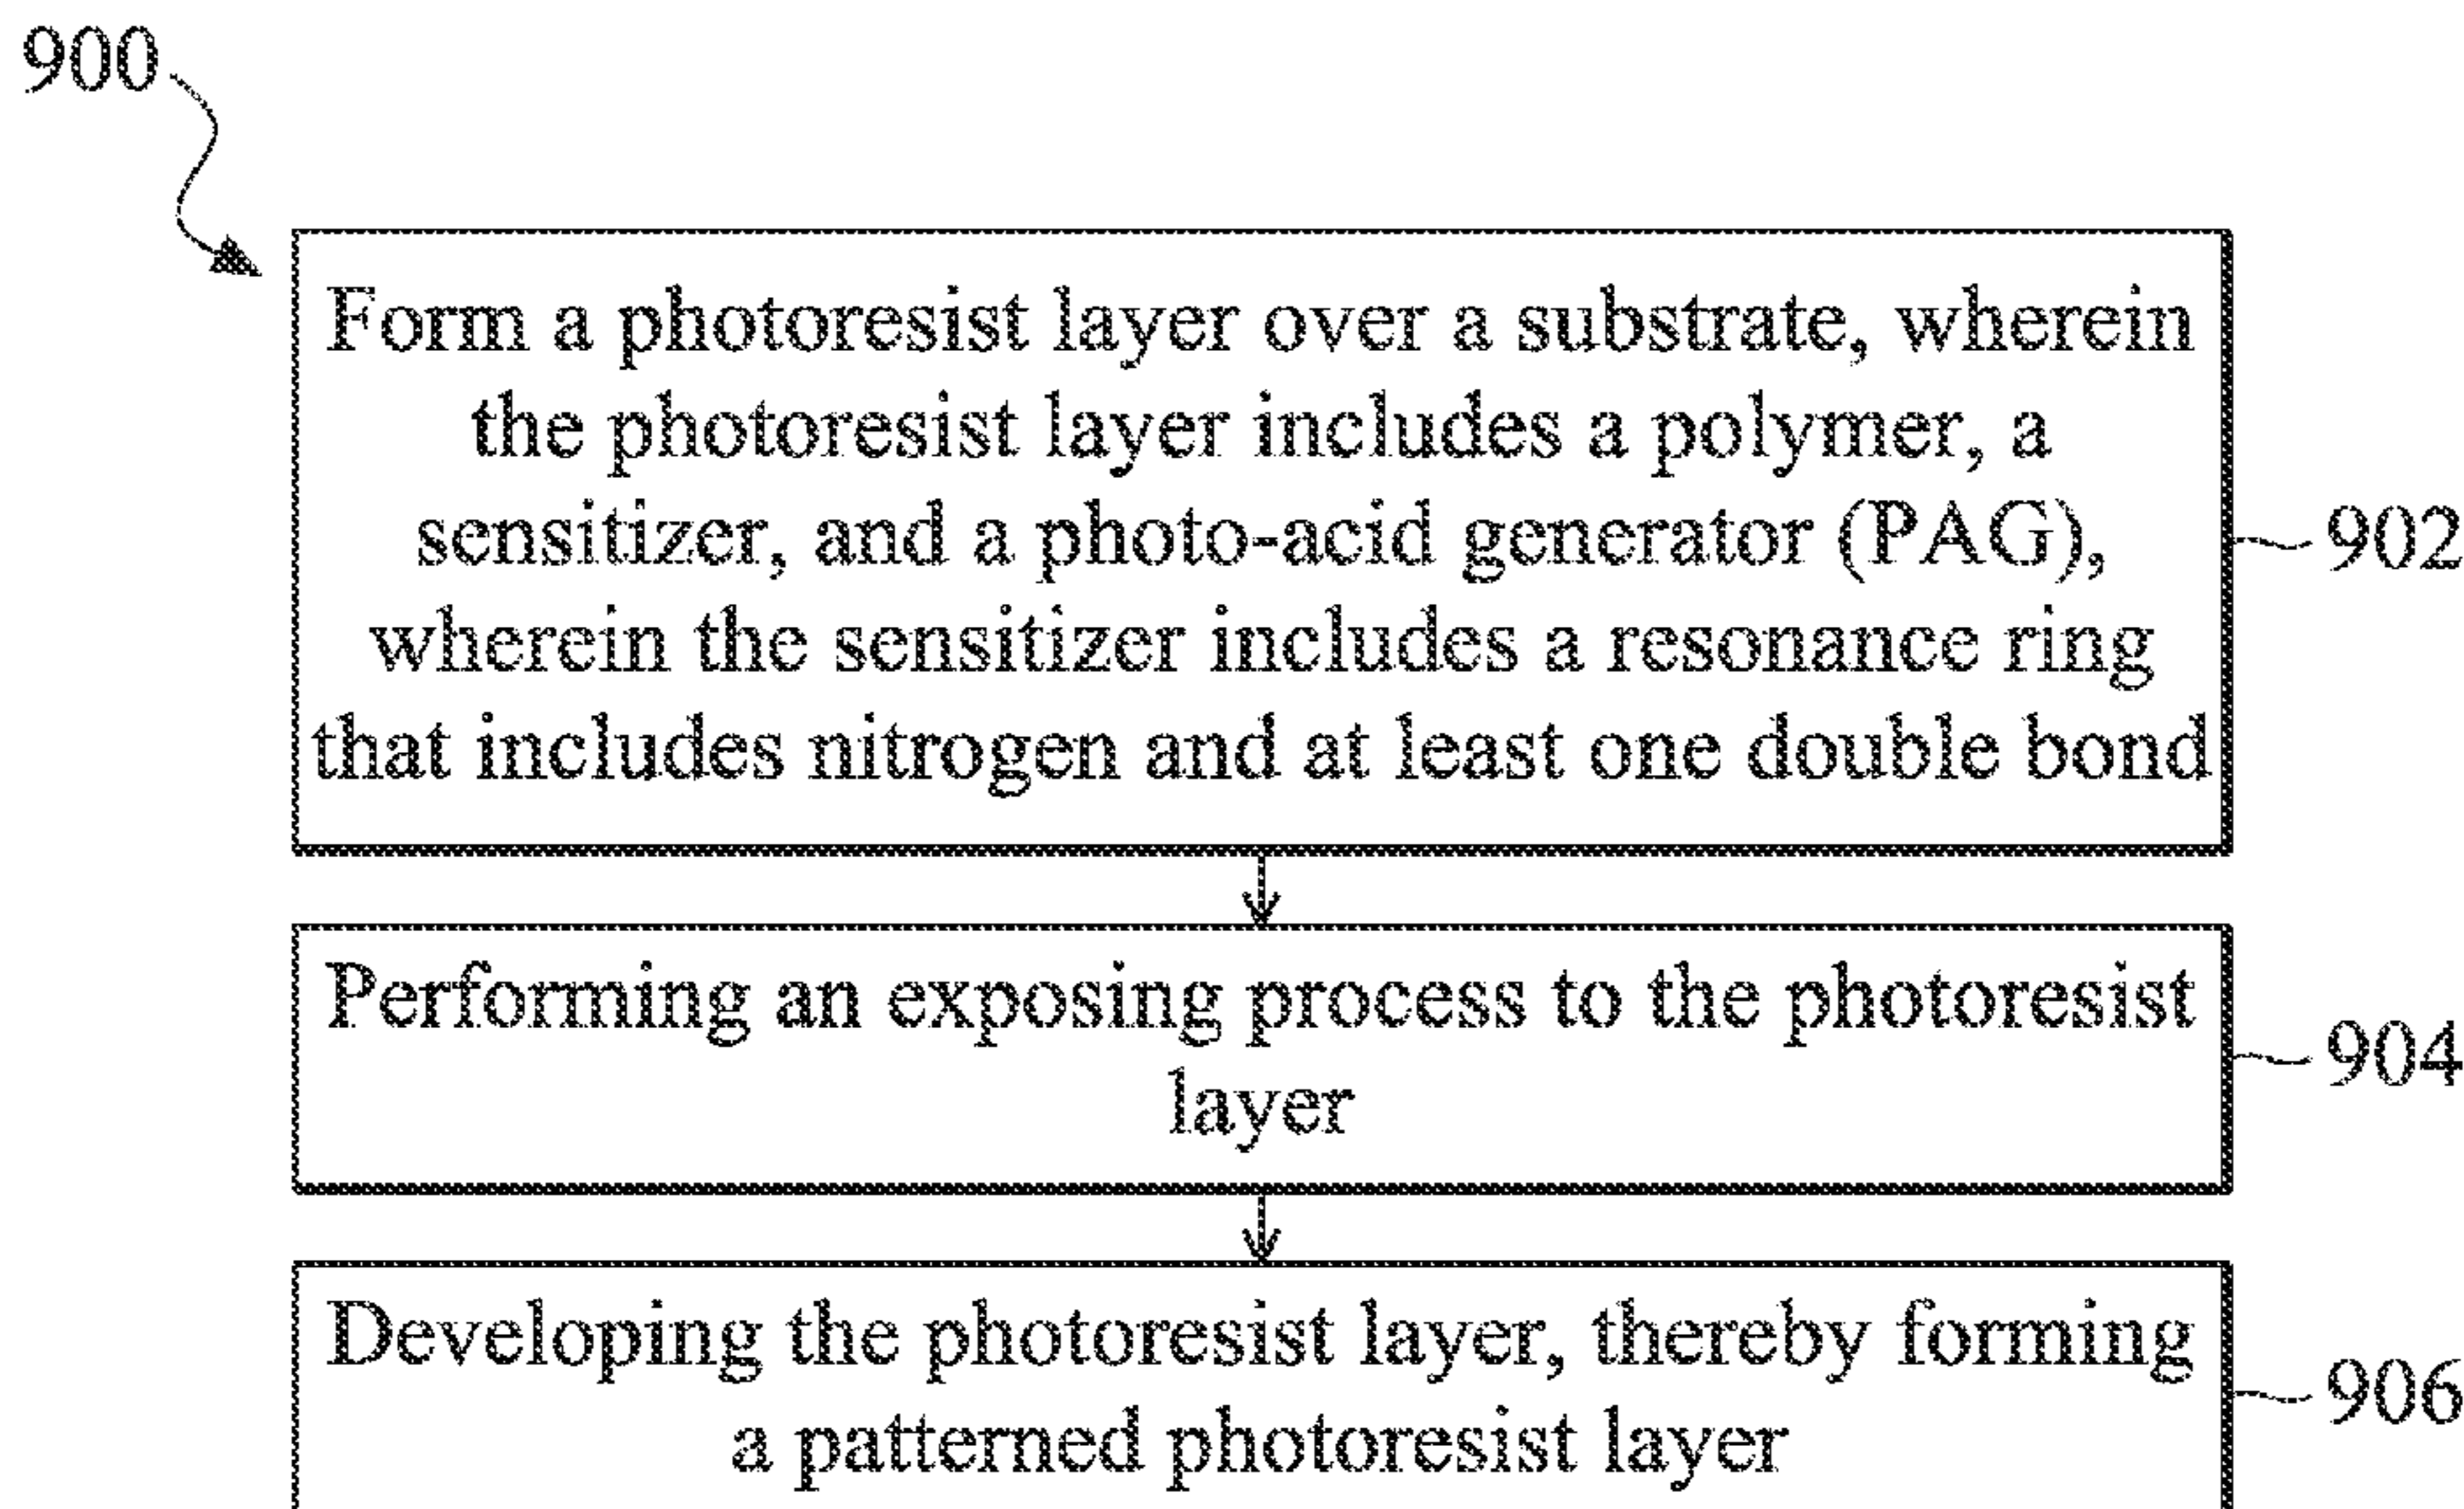 900
Form a photoresist layer over a substrate, wherein
the photoresist layer includes a polymer, a
sensitizer, and a photo-acid generator (PAG),
wherein the sensitizer includes a resonance ring
that includes nitrogen and at least one double bond
902
Performing an exposing process to the photoresist
layer
904
Developing the photoresist layer, thereby forming
a patterned photoresist layer
906